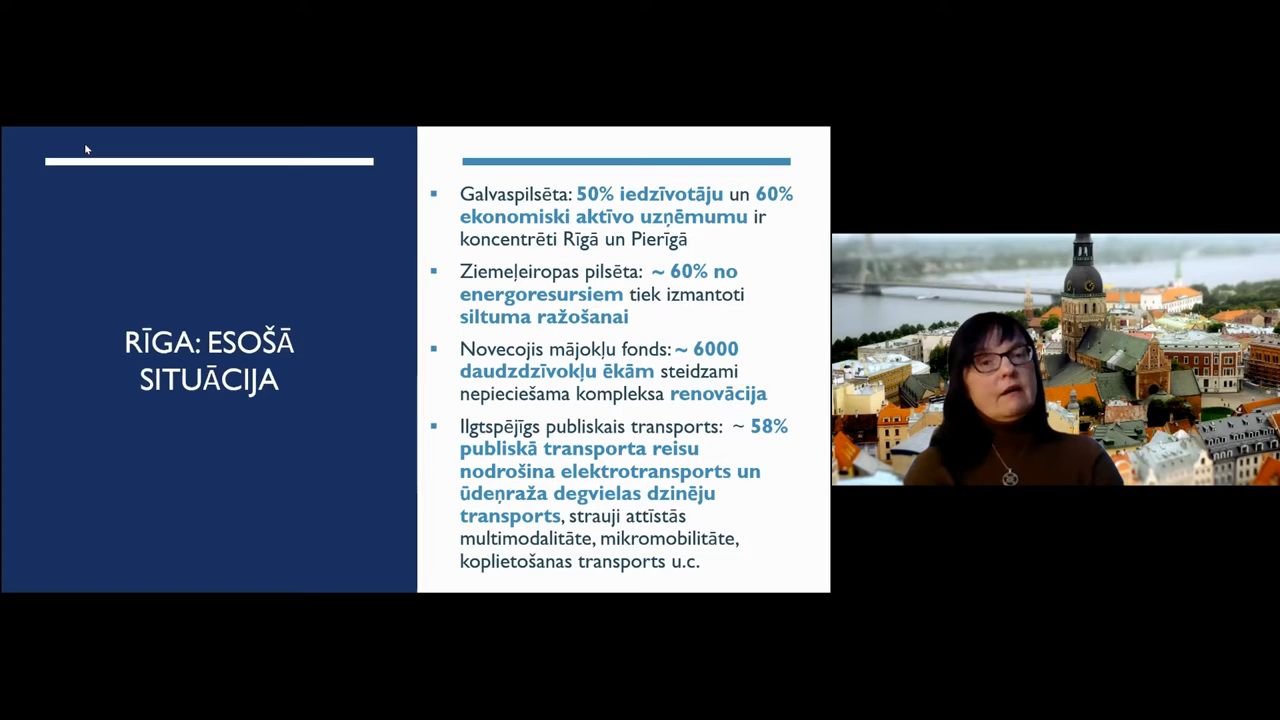 RĪGA: ESOŠĀ
SITUĀCIJA
▪ Galvaspilsēta: 50% iedzīvotāju un 60%
ekonomiski aktīvo uzņēmumu ir
koncentrēti Rīgā un Pierīgā
▪ Ziemeļeiropas pilsēta: ~ 60% no
energoresursiem tiek izmantoti
siltuma ražošanai
▪ Novecojis mājokļu fonds: ~ 6000
daudzdzīvokļu ēkām steidzami
nepieciešama kompleksa renovācija
▪ Ilgtspējīgs publiskais transports: ~ 58%
publiskā transporta reisu
nodrošina elektrotransports un
ūdeņraža degvielas dzinēju
transports, strauji attīstās
multimodalitāte, mikromobilitāte,
koplietošanas transports u.c.